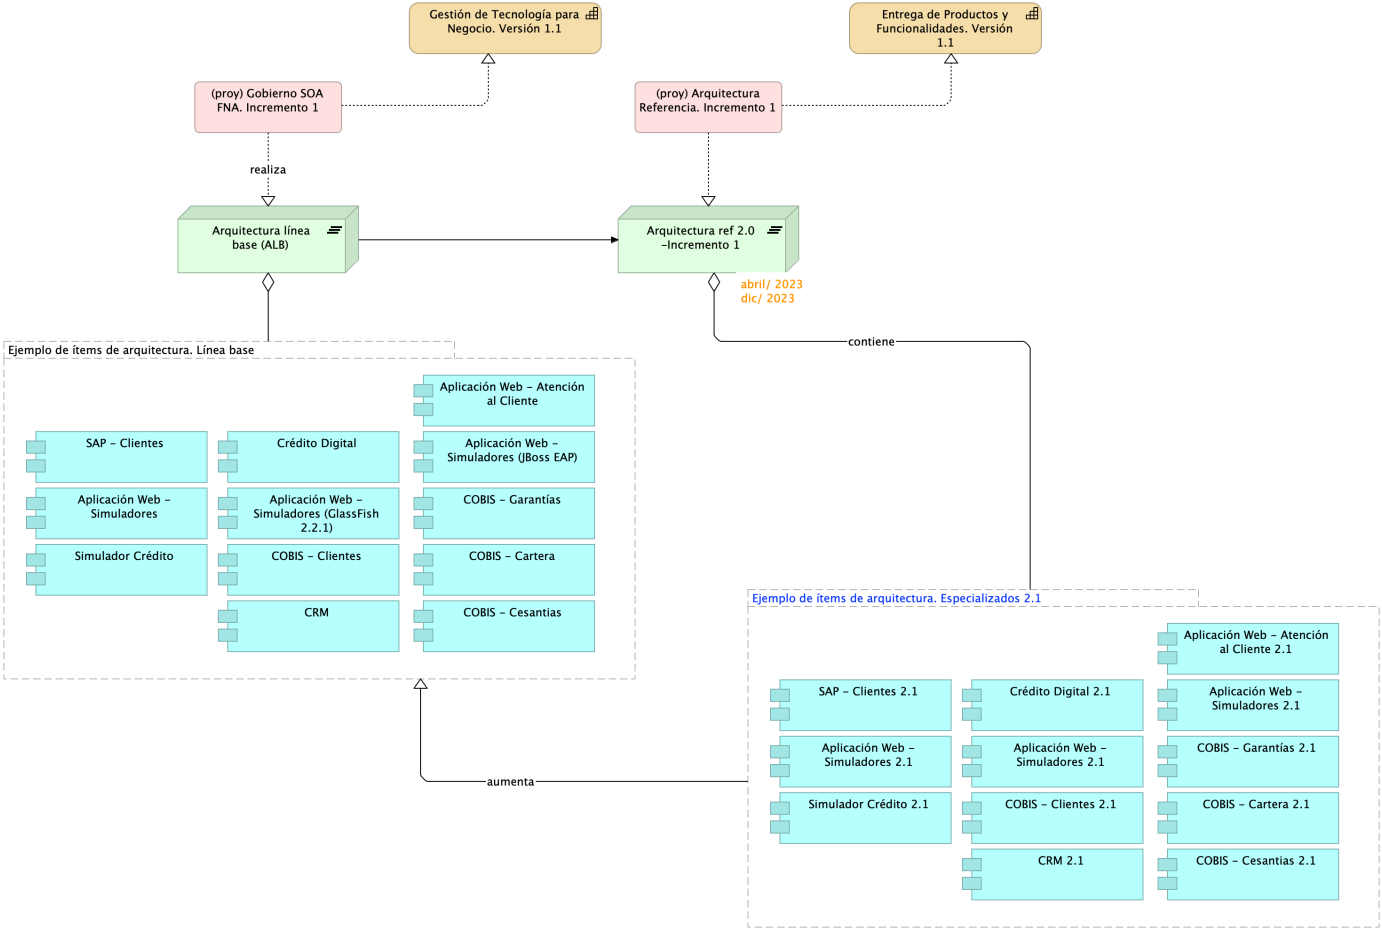 Gestión de Tecnología para
Negocio. Versión 1.1
Entrega de Productos y
Funcionalidades. Versión
1.1
(proy) Gobierno SOA
FNA. Incremento 1
(proy) Arquitectura
Referencia. Incremento 1
realiza
Arquitectura línea
base (ALB)
Arquitectura ref 2.0
-Incremento 1
abril/ 2023
dic/ 2023
contiene
Ejemplo de ítems de arquitectura. Línea base
Aplicación Web - Atención
al Cliente
SAP - Clientes
Crédito Digital
Aplicación Web -
Simuladores (JBoss EAP)
Aplicación Web -
Simuladores
Aplicación Web -
Simuladores (GlassFish
2.2.1)
COBIS - Garantías
Simulador Crédito
COBIS - Clientes
COBIS - Cartera
CRM
COBIS - Cesantias
Ejemplo de ítems de arquitectura. Especializados 2.1
Aplicación Web - Atención
al Cliente 2.1
SAP - Clientes 2.1
Crédito Digital 2.1
Aplicación Web -
Simuladores 2.1
Aplicación Web -
Simuladores 2.1
Aplicación Web -
Simuladores 2.1
COBIS - Garantías 2.1
aumenta
Simulador Crédito 2.1
COBIS - Clientes 2.1
COBIS - Cartera 2.1
CRM 2.1
COBIS - Cesantias 2.1